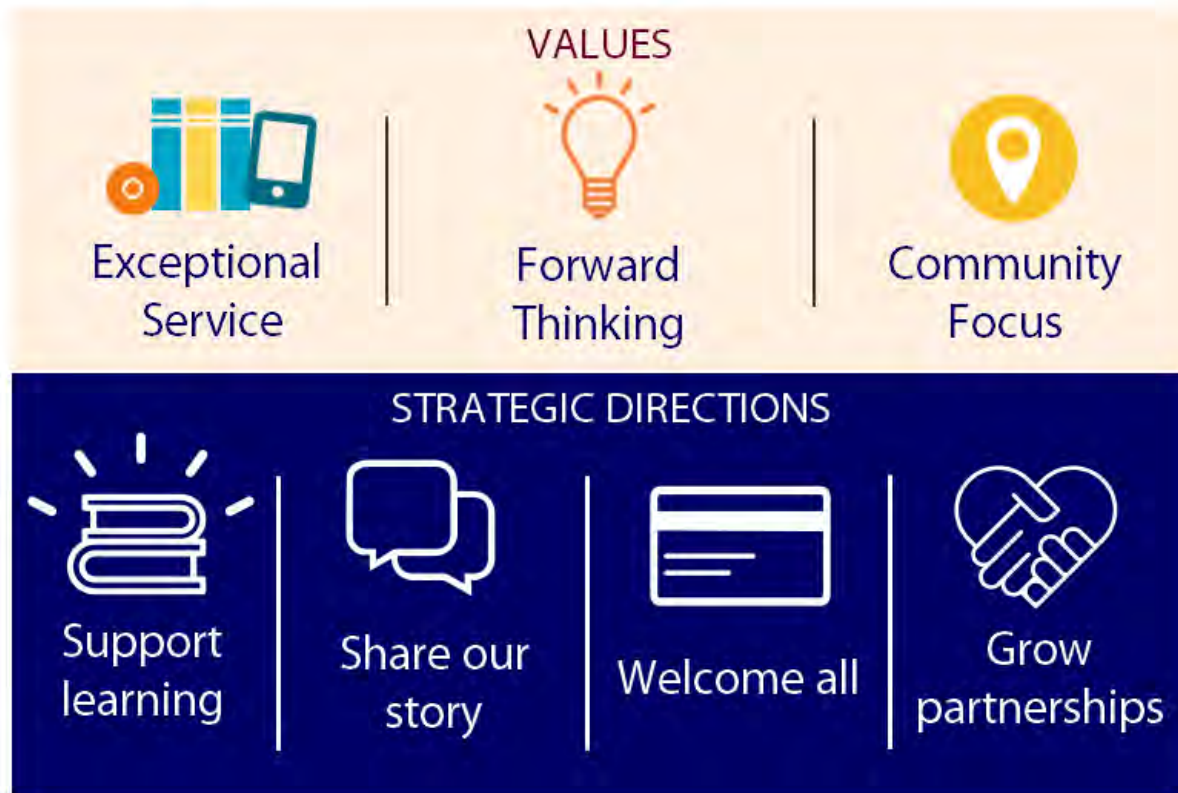 VALUES
Exceptional
Service
Forward
Thinking
Community
Focus
STRATEGIC DIRECTIONS
Support
learning
Share our
story
Welcome all
Grow
partnerships